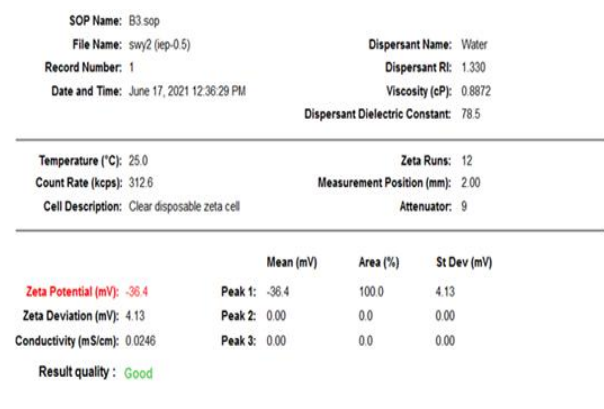 SOP Name: B3.sop
File Name: swy2 (iep-0.5) Dispersant Name: Water
Record Number: 1 Dispersant RI: 1.330
Date and Time: June 17, 2021 12:36:29 PM Viscosity (cP): 0.8872
Dispersant Dielectric Constant: 78.5
Temperature (°C): 25.0 Zeta Runs: 12
Count Rate (kcps): 312.6 Measurement Position (mm): 2.00
Cell Description: Clear disposable zeta cell Attenuator: 9
Mean (mV) Area (%) St Dev (mV)
Zeta Potential (mV): -36.4 Peak 1: -36.4 100.0 4.13
Zeta Deviation (mV): 4.13 Peak 2: 0.00 0.0 0.00
Conductivity (mS/cm): 0.0246 Peak 3: 0.00 0.0 0.00
Result quality : Good